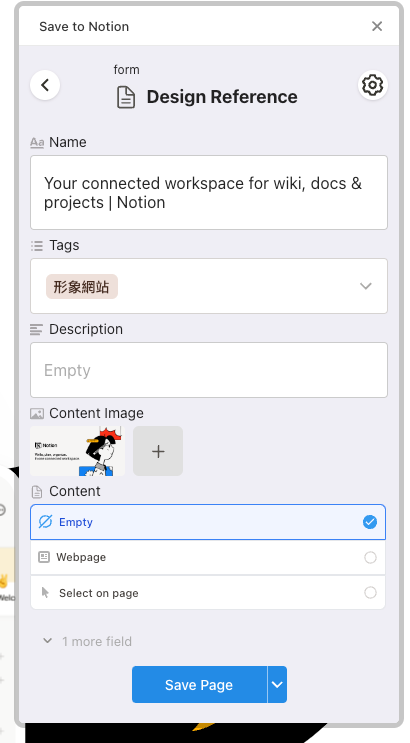 Save to Notion
form
Design Reference
Aa Name
Your connected workspace for wiki, docs &
projects | Notion
Tags
形象網站
Description
Empty
Content Image
Notion
Content
Empty
Webpage
Select on page
1 more field
Save Page